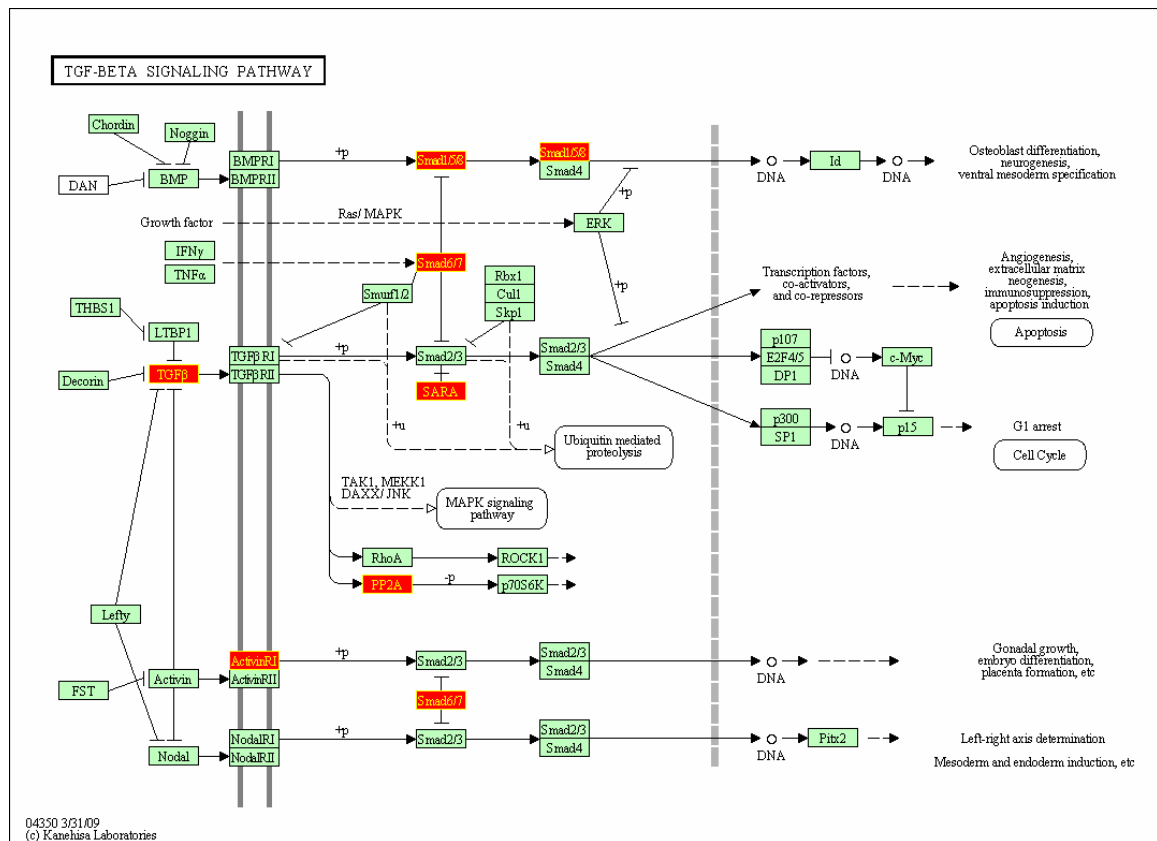 TGF-BETA SIGNALING PATHWAY
Chordin
Noggin
DAN
BMP
BMPRI
BMPRII
+p
Smad1/5/8
Smad1/5/8
Smad4
DNA
Id
DNA
Osteoblast differentiation,
neurogenesis,
ventral mesoderm specification
Growth factor
Ras/ MAPK
ERK
+p
+p
IFNγ
TNFα
Smad6/7
Smurf1/2
Rbx1
Cul1
Skp1
Transcription factors,
co-activators,
and co-repressors
Angiogenesis,
extracellular matrix
neogenesis,
immunosuppression,
apoptosis induction
Apoptosis
THBS1
LTBP1
Decorin
TGFβ
TGFβRI
TGFβRII
+p
Smad2/3
SARA
Smad2/3
Smad4
p107
E2F4/5
DP1
DNA
c-Myc
p300
SP1
DNA
p15
G1 arrest
Cell Cycle
+u
+u
Ubiquitin mediated
proteolysis
TAK1, MEKK1
DAXX/ JNK
MAPK signaling
pathway
RhoA
ROCK1
PP2A
-p
p70S6K
Lefty
FST
Activin
ActivinRI
ActivinRII
+p
Smad2/3
Smad2/3
Smad4
DNA
Gonadal growth,
embryo differentiation,
placenta formation, etc
Smad6/7
Nodal
NodalRI
NodalRII
+p
Smad2/3
Smad2/3
Smad4
DNA
Pitx2
Left-right axis determination
Mesoderm and endoderm induction, etc
04350 3/31/09
(c) Kanehisa Laboratories